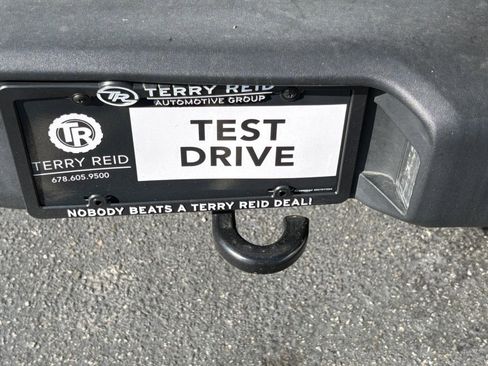 TR TERRY REID
AUTOMOTIVE GROUP
TR
TERRY REID
678.605.9500
TEST
DRIVE
NOBODY BEATS A TERRY REID DEAL!